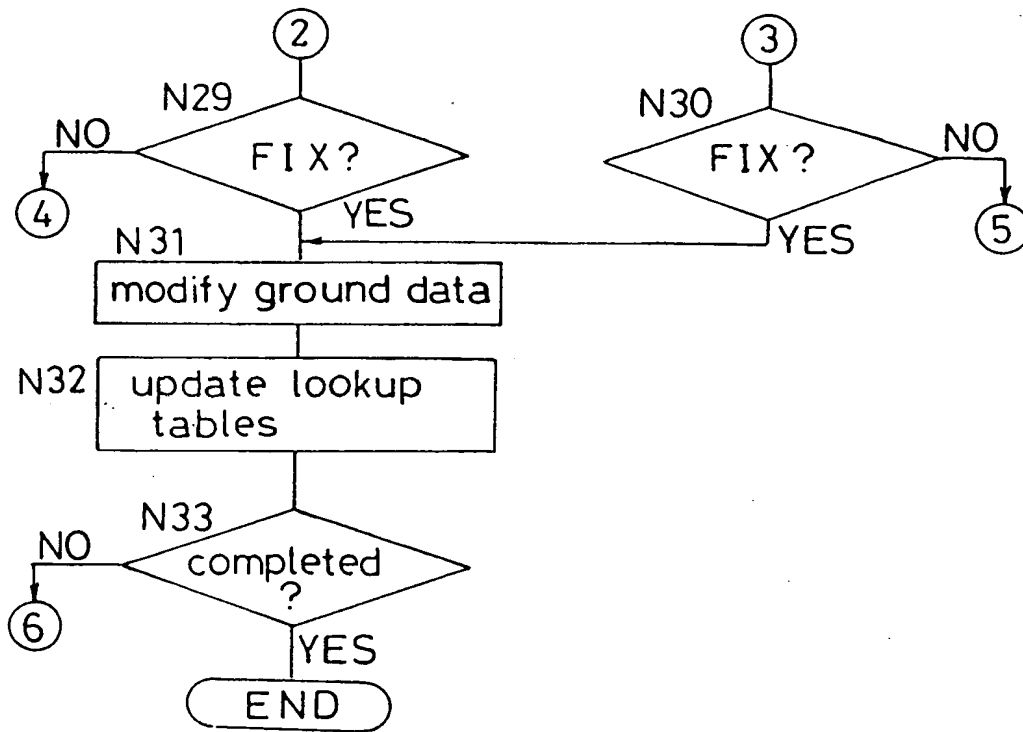 2
3
N29
N30
NO
FIX?
FIX?
NO
4
YES
YES
5
N31
modify ground data
N32
update lookup
tables
N33
NO
completed
?
6
YES
END